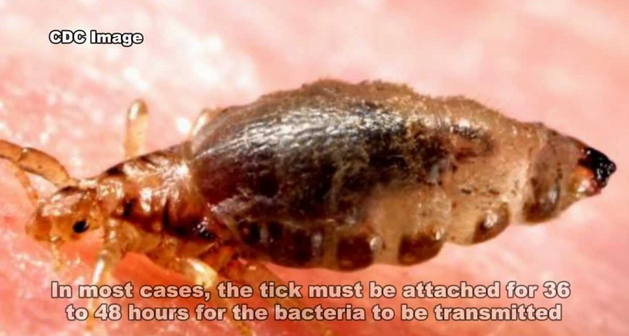 CDC Image
In most cases, the tick must be attached for 36
to 48 hours for the bacteria to be transmitted